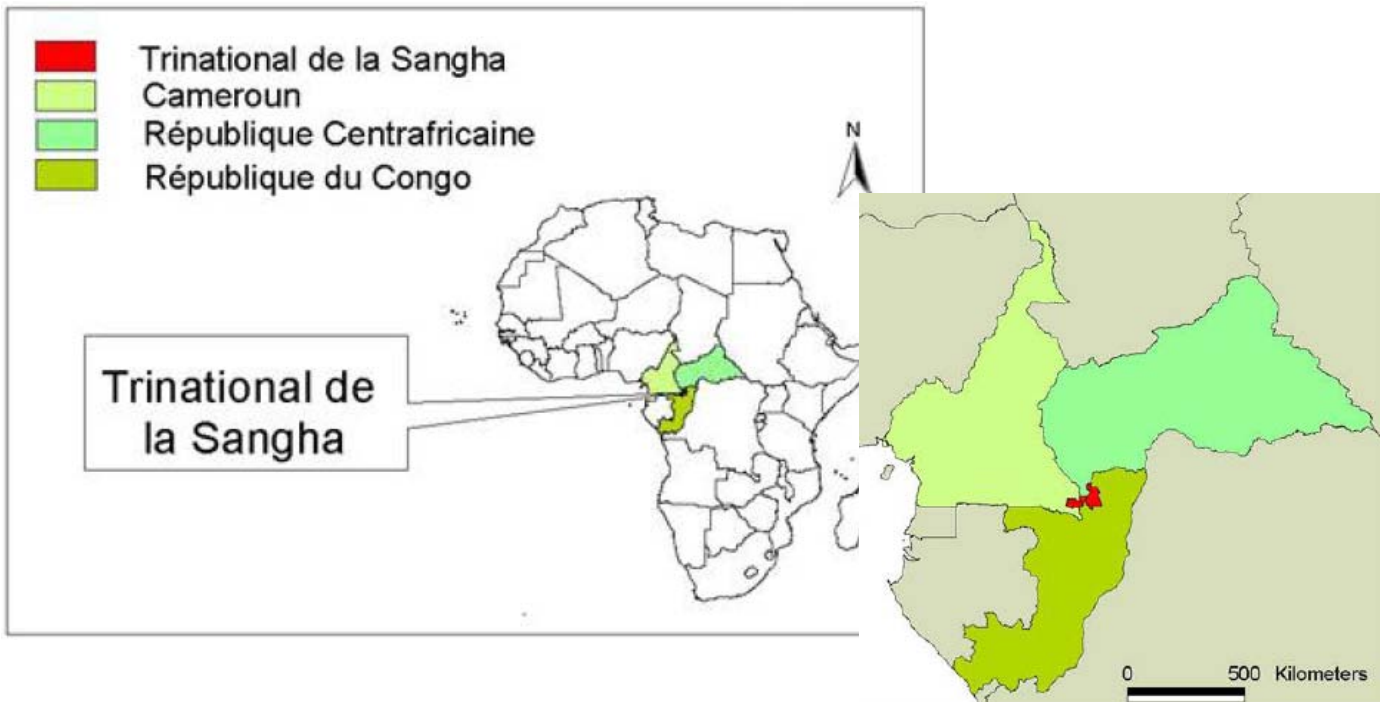 Trinational de la Sangha
Cameroun
République Centrafricaine
République du Congo
N
Trinational de
la Sangha
0 500 Kilometers